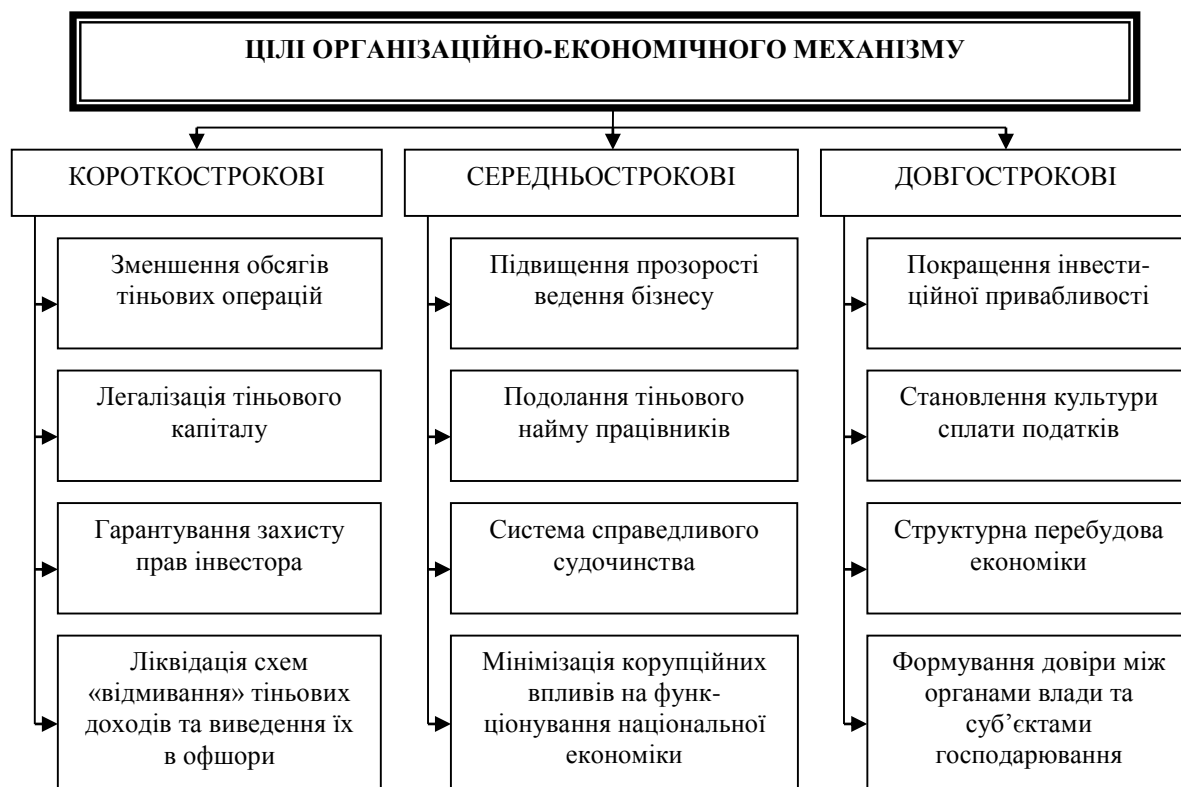 ЦІЛІ ОРГАНІЗАЦІЙНО-ЕКОНОМІЧНОГО МЕХАНІЗМУ
КОРОТКОСТРОКОВІ
Зменшення обсягів
тіньових операцій
Легалізація тіньового
капіталу
Гарантування захисту
прав інвестора
Ліквідація схем
«відмивання» тіньових
доходів та виведення їх
в офшори
СЕРЕДНЬОСТРОКОВІ
Підвищення прозорості
ведення бізнесу
Подолання тіньового
найму працівників
Система справедливого
судочинства
Мінімізація корупційних
впливів на функ-
ціонування національної
економіки
ДОВГОСТРОКОВІ
Покращення інвести-
ційної привабливості
Становлення культури
сплати податків
Структурна перебудова
економіки
Формування довіри між
органами влади та
суб’єктами
господарювання